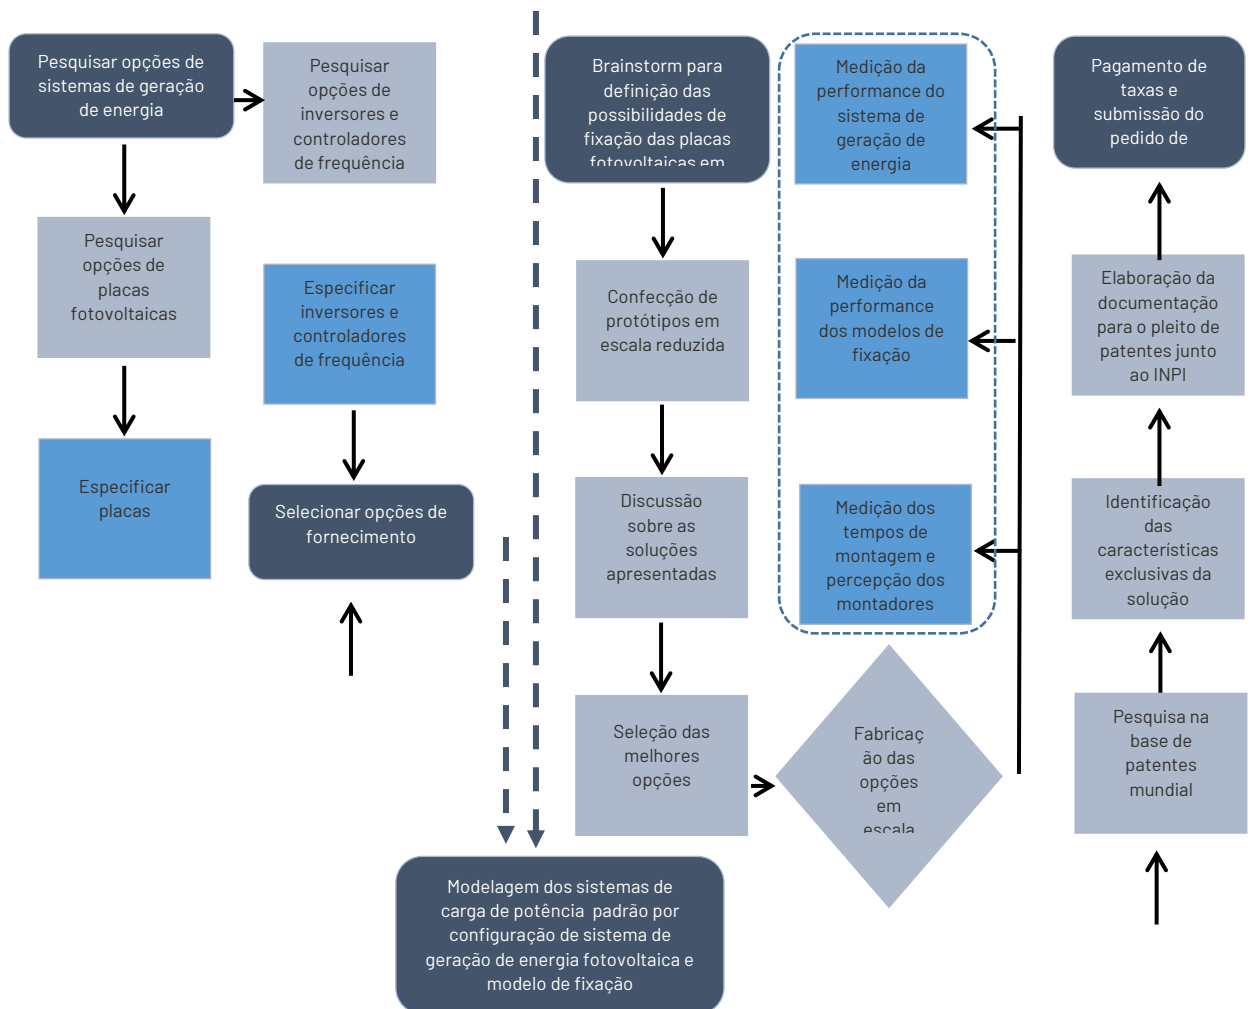 Pesquisar opções de
sistemas de geração
de energia
Pesquisar
opções de
inversores e
controladores
de frequência
Pesquisar
opções de
placas
fotovoltaicas
Especificar
inversores e
controladores
de frequência
Especificar
placas
Selecionar opções de
fornecimento
Brainstorm para
definição das
possibilidades de
fixação das placas
fotovoltaicas em
Confecção de
protótipos em
escala reduzida
Discussão
sobre as
soluções
apresentadas
Seleção das
melhores
opções
Fabricaç
ão das
opções
em
escala
Medição da
performance do
sistema de
geração de
energia
Medição da
performance
dos modelos de
fixação
Medição dos
tempos de
montagem e
percepção dos
montadores
Pagamento de
taxas e
submissão do
pedido de
Elaboração da
documentação
para o pleito de
patentes junto
ao INPI
Identificação
das
características
exclusivas da
solução
Pesquisa na
base de
patentes
mundial
Modelagem dos sistemas de
carga de potência padrão por
configuração de sistema de
geração de energia fotovoltaica e
modelo de fixação